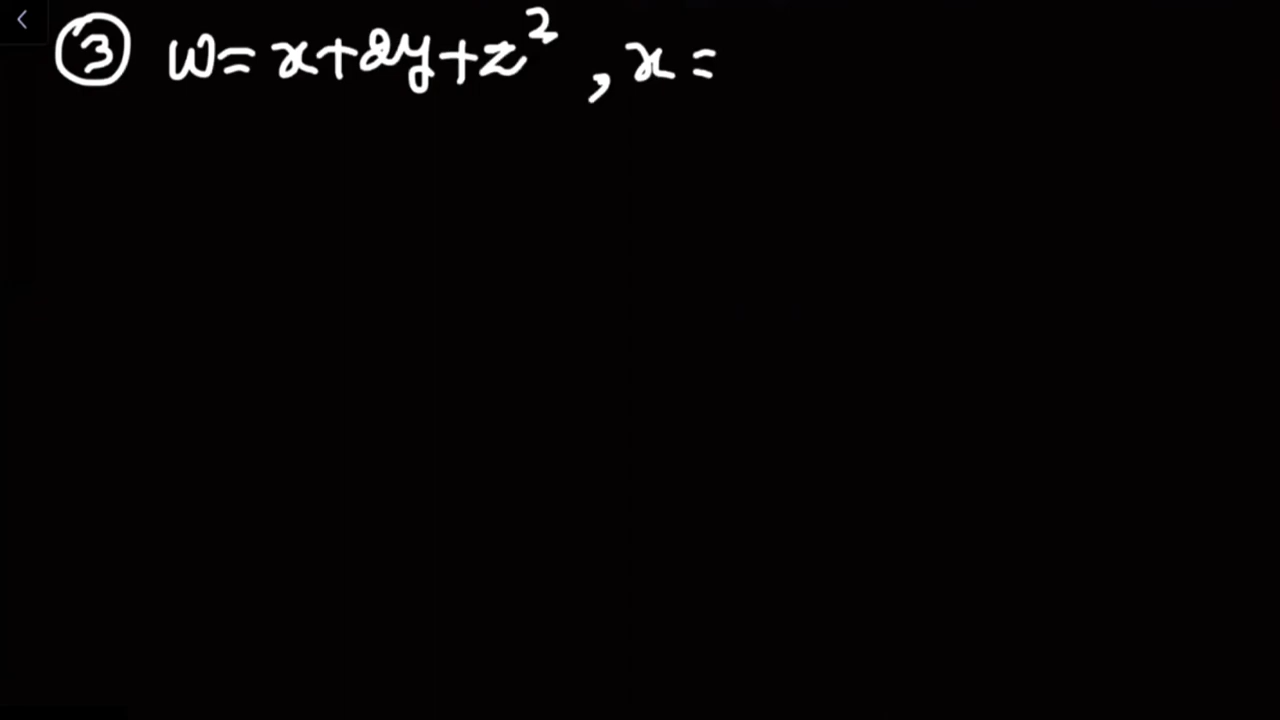 ③ w=x+2y+z², x=